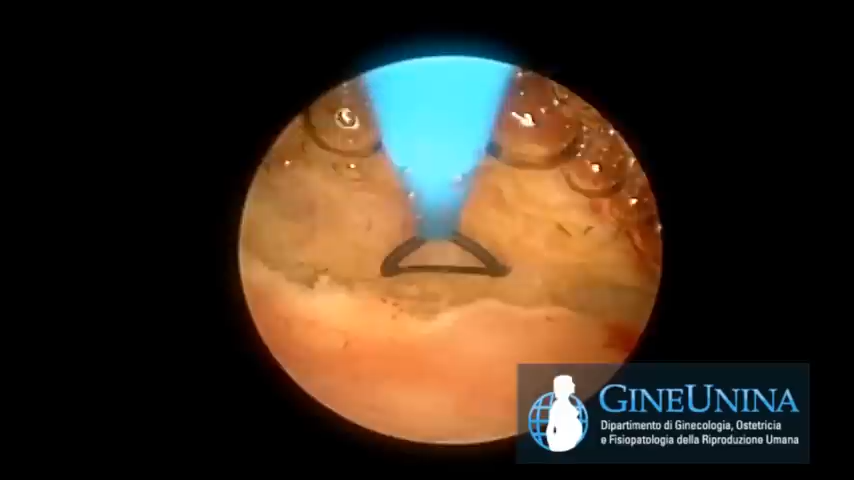 GINEUNINA
Dipartimento di Ginecologia, Ostetricia
e Fisiopatologia della Riproduzione Umana